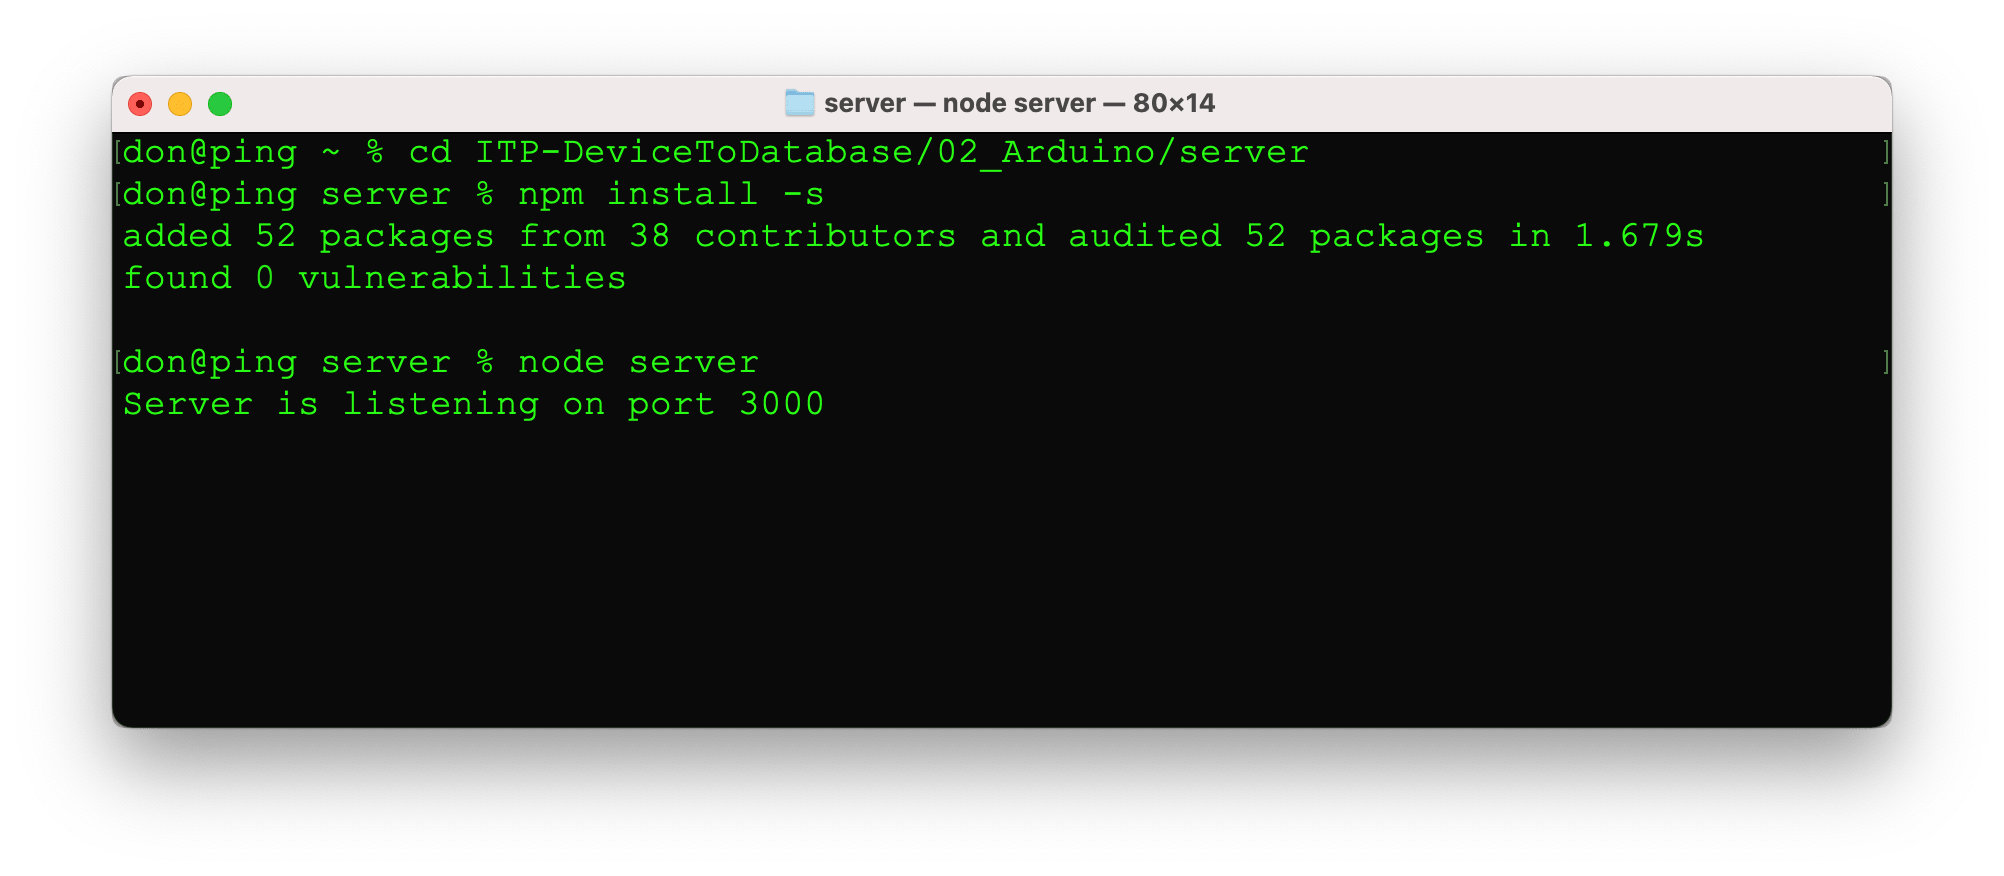 server — node server — 80×14
[don@ping ~ % cd ITP-DeviceToDatabase/02_Arduino/server ]
[don@ping server % npm install -s ]
added 52 packages from 38 contributors and audited 52 packages in 1.679s
found 0 vulnerabilities
[don@ping server % node server ]
Server is listening on port 3000